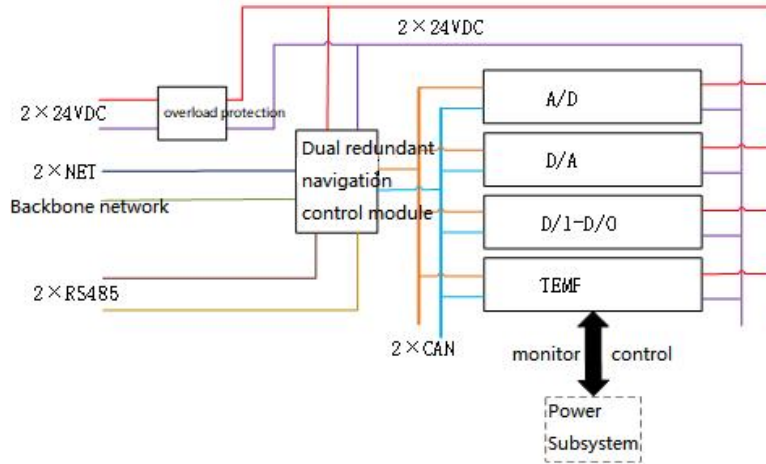 2×24VDC
2×24VDC
overload protection
A/D
Dual redundant
navigation
control module
D/A
2×NET
Backbone network
D/1-D/0
2×RS485
TEMF
2×CAN
monitor control
Power
Subsystem